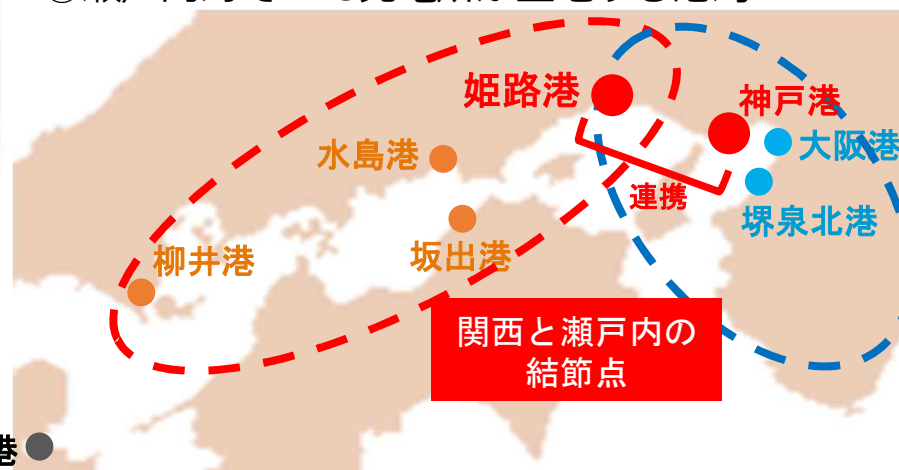 姫路港
神戸港
大阪港
水島港
連携
堺泉北港
坂出港
柳井港
関西と瀬戸内の
結節点
港